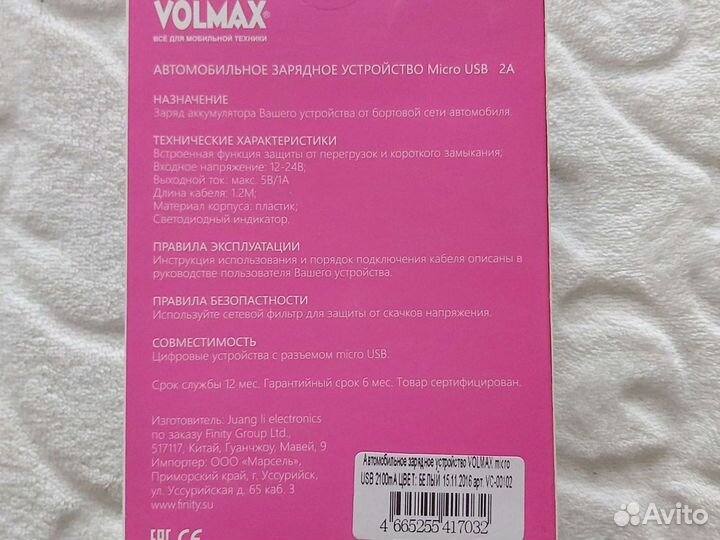 VOLMAX®
ВСЁ ДЛЯ МОБИЛЬНОЙ ТЕХНИКИ
АВТОМОБИЛЬНОЕ ЗАРЯДНОЕ УСТРОЙСТВО Micro USB 2A
НАЗНАЧЕНИЕ
Заряд аккумулятора Вашего устройства от бортовой сети автомобиля.
ТЕХНИЧЕСКИЕ ХАРАКТЕРИСТИКИ
Встроенная функция защиты от перегрузок и короткого замыкания;
Входное напряжение: 12-24В;
Выходной ток: макс. 5В/1А
Длина кабеля: 1.2М;
Материал корпуса: пластик;
Светодиодный индикатор.
ПРАВИЛА ЭКСПЛУАТАЦИИ
Инструкция использования и порядок подключения кабеля описаны в
руководстве пользователя Вашего устройства.
ПРАВИЛА БЕЗОПАСТНОСТИ
Используйте сетевой фильтр для защиты от скачков напряжения.
СОВМЕСТИМОСТЬ
Цифровые устройства с разъемом micro USB.
Срок службы 12 мес. Гарантийный срок 6 мес. Товар сертифицирован.
Изготовитель: Juang li electronics
по заказу Finity Group Ltd.,
517117, Китай, Гуанчжоу, Мавей, 9
Импортер: ООО «Марсель»,
Приморский край, г. Уссурийск,
ул. Уссурийская д. 65 каб. 3
www.finity.su
EAC CE
Автомобильное зарядное устройство VOLMAX micro
USB 2100mA ЦВЕТ: БЕЛЫЙ 15.11.2016 арт. VC-00102
4 665255 417032
Avito